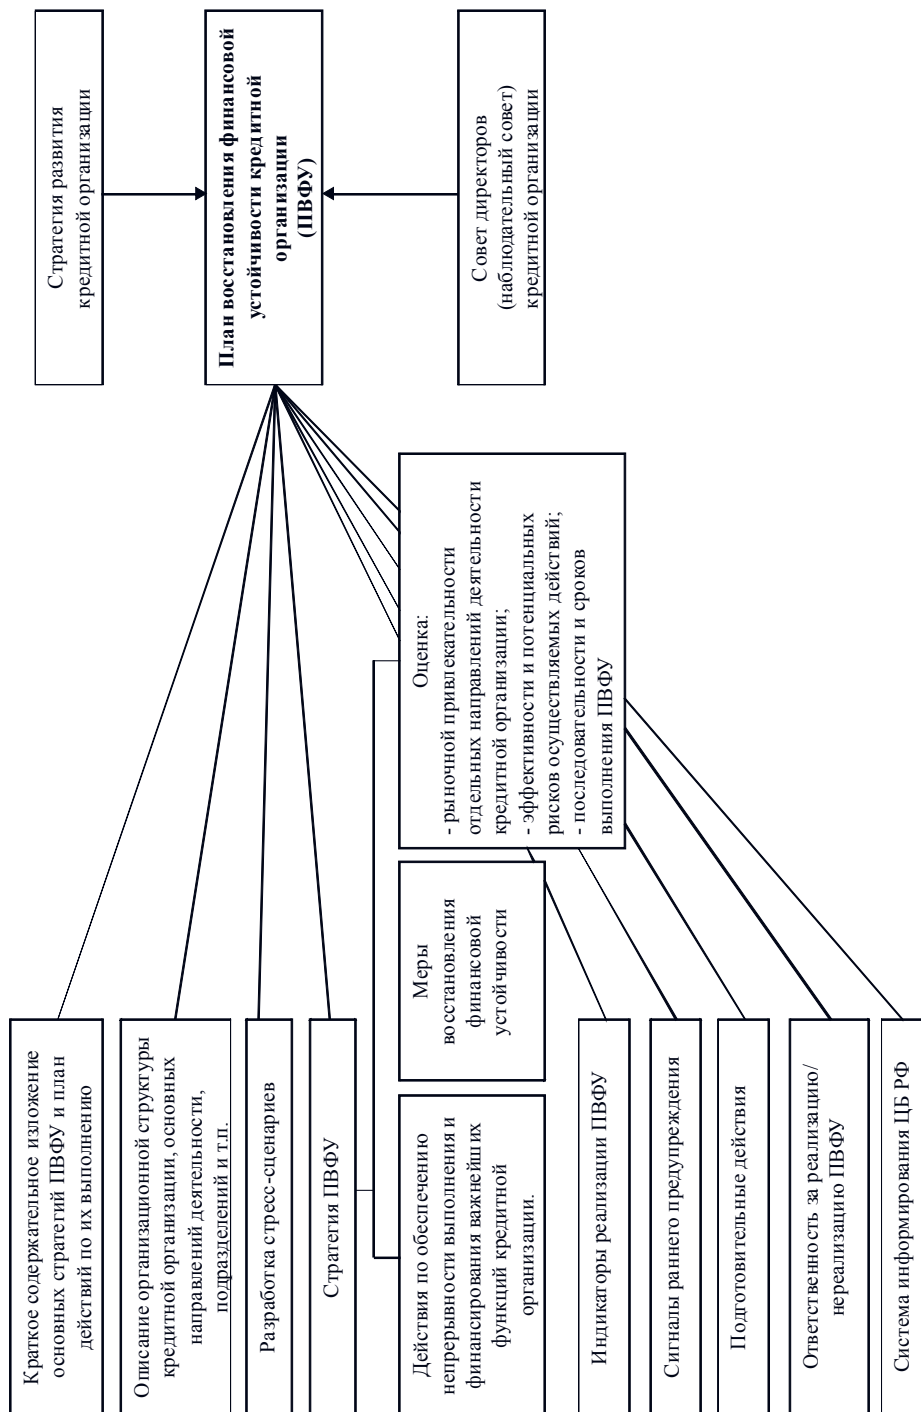 Стратегия развития
кредитной организации
План восстановления финансовой
устойчивости кредитной
организации
(ПВФУ)
Совет директоров
(наблюдательный совет)
кредитной организации
Краткое содержательное изложение
основных стратегий ПВФУ и план
действий по их выполнению
Описание организационной структуры
кредитной организации, основных
направлений деятельности,
подразделений и т.п.
Разработка стресс-сценариев
Стратегия ПВФУ
Действия по обеспечению
непрерывности выполнения и
финансирования важнейших
функций кредитной
организации.
Меры
восстановления
финансовой
устойчивости
Оценка:
- рыночной привлекательности
отдельных направлений деятельности
кредитной организации;
- эффективности и потенциальных
рисков осуществляемых действий;
- последовательности и сроков
выполнения ПВФУ
Индикаторы реализации ПВФУ
Сигналы раннего предупреждения
Подготовительные действия
Ответственность за реализацию/
нереализацию ПВФУ
Система информирования ЦБ РФ